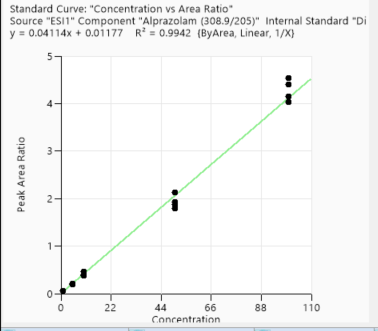 Standard Curve: "Concentration vs Area Ratio"
Source "ESI1" Component "Alprazolam (308.9/205)" Internal Standard "Di
y = 0.04114x + 0.01177 R² = 0.9942 (ByArea, Linear, 1/X)
5
4
3
2
1
0
Peak Area Ratio
0 22 44 66 88 110
Concentration